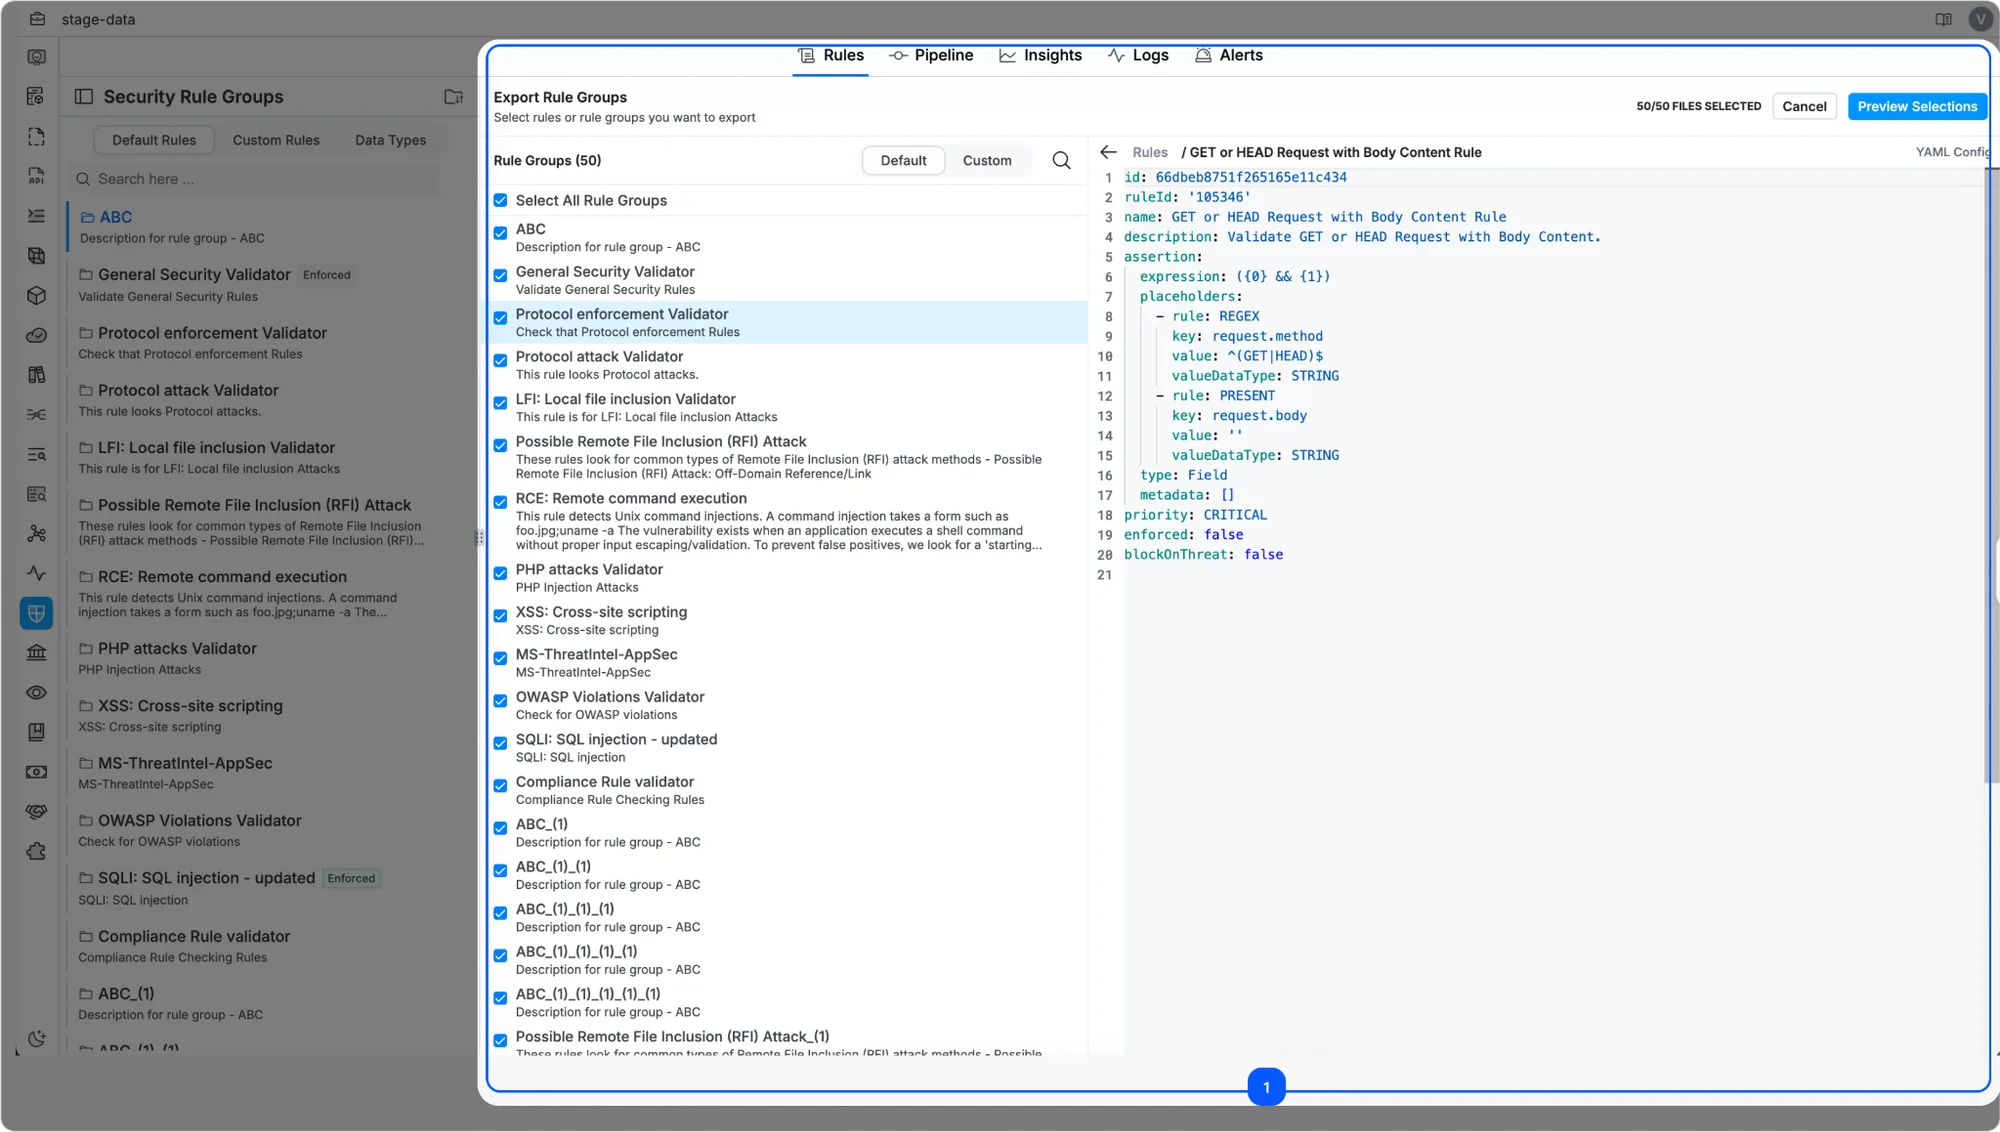 stage-data
V
Security Rule Groups
Default Rules
Custom Rules
Data Types
Search here ...
ABC
Description for rule group - ABC
General Security Validator
Enforced
Validate General Security Rules
Protocol enforcement Validator
Check that Protocol enforcement Rules
Protocol attack Validator
This rule looks Protocol attacks.
LFI: Local file inclusion Validator
This rule is for LFI: Local file inclusion Attacks
Possible Remote File Inclusion (RFI) Attack
These rules look for common types of Remote File Inclusion
(RFI) attack methods - Possible Remote File Inclusion (RFI)...
RCE: Remote command execution
This rule detects Unix command injections. A command
injection takes a form such as foo.jpg;uname -a The...
PHP attacks Validator
PHP Injection Attacks
XSS: Cross-site scripting
XSS: Cross-site scripting
MS-ThreatIntel-AppSec
MS-ThreatIntel-AppSec
OWASP Violations Validator
Check for OWASP violations
SQLI: SQL injection - updated
Enforced
SQLI: SQL injection
Compliance Rule validator
Compliance Rule Checking Rules
ABC_(1)
Description for rule group - ABC
ABC_(1)_(1)
Rules
Pipeline
Insights
Logs
Alerts
Export Rule Groups
Select rules or rule groups you want to export
50/50 FILES SELECTED
Cancel
Preview Selections
Rule Groups (50)
Default
Custom
Select All Rule Groups
ABC
Description for rule group - ABC
General Security Validator
Validate General Security Rules
Protocol enforcement Validator
Check that Protocol enforcement Rules
Protocol attack Validator
This rule looks Protocol attacks.
LFI: Local file inclusion Validator
This rule is for LFI: Local file inclusion Attacks
Possible Remote File Inclusion (RFI) Attack
These rules look for common types of Remote File Inclusion (RFI) attack methods - Possible
Remote File Inclusion (RFI) Attack: Off-Domain Reference/Link
RCE: Remote command execution
This rule detects Unix command injections. A command injection takes a form such as
foo.jpg;uname -a The vulnerability exists when an application executes a shell command
without proper input escaping/validation. To prevent false positives, we look for a 'starting...
PHP attacks Validator
PHP Injection Attacks
XSS: Cross-site scripting
XSS: Cross-site scripting
MS-ThreatIntel-AppSec
MS-ThreatIntel-AppSec
OWASP Violations Validator
Check for OWASP violations
SQLI: SQL injection - updated
SQLI: SQL injection
Compliance Rule validator
Compliance Rule Checking Rules
ABC_(1)
Description for rule group - ABC
ABC_(1)_(1)
Description for rule group - ABC
ABC_(1)_(1)_(1)
Description for rule group - ABC
ABC_(1)_(1)_(1)_(1)
Description for rule group - ABC
ABC_(1)_(1)_(1)_(1)_(1)
Description for rule group - ABC
Possible Remote File Inclusion (RFI) Attack_(1)
These rules look for common types of Remote File Inclusion (RFI) attack methods - Possible
Rules / GET or HEAD Request with Body Content Rule
YAML Config
1 id: 66dbeb8751f265165e11c434
2 ruleId: '105346'
3 name: GET or HEAD Request with Body Content Rule
4 description: Validate GET or HEAD Request with Body Content.
5 assertion:
6 expression: ({0} && {1})
7 placeholders:
8 - rule: REGEX
9 key: request.method
10 value: ^(GET|HEAD)$
11 valueDataType: STRING
12 - rule: PRESENT
13 key: request.body
14 value: ''
15 valueDataType: STRING
16 type: Field
17 metadata: []
18 priority: CRITICAL
19 enforced: false
20 blockOnThreat: false
21
1